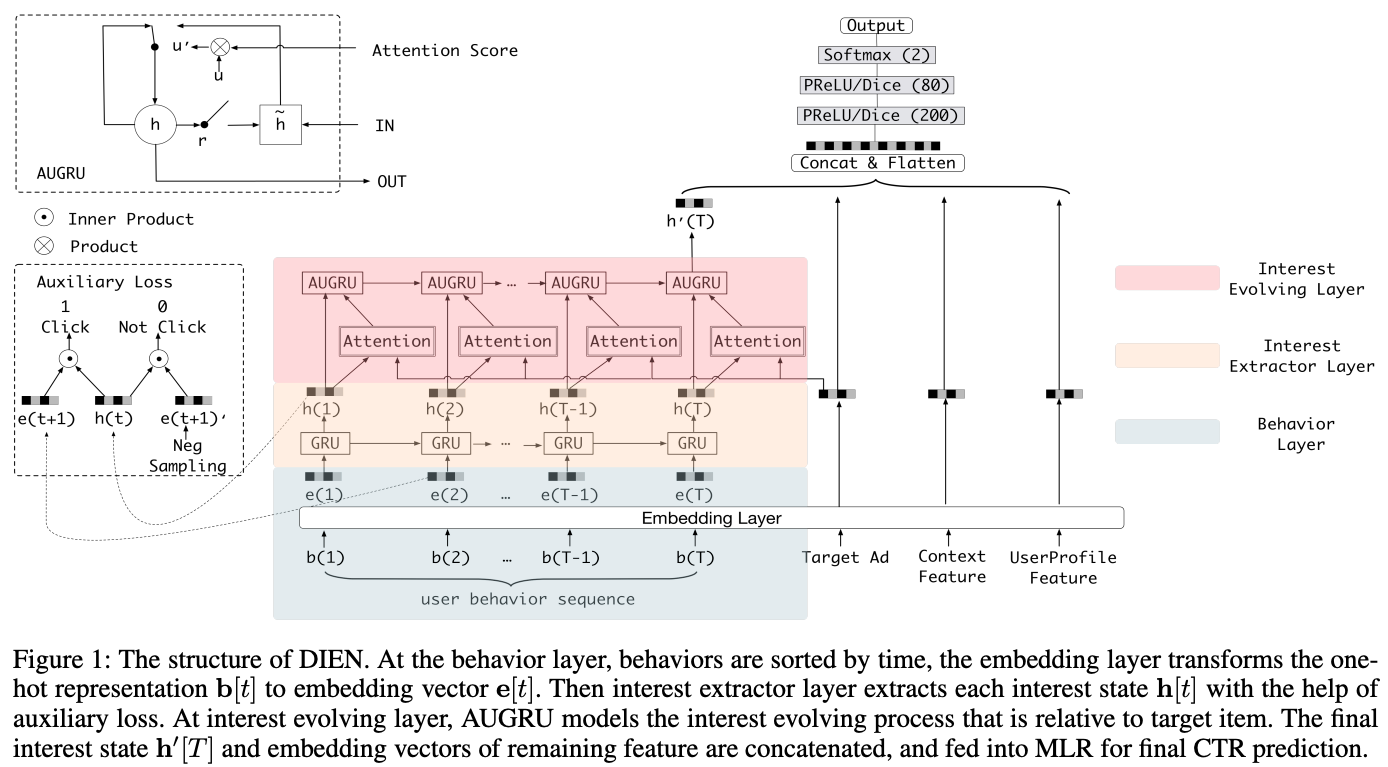 Attention Score
u′
u
h
r
h̃
IN
AUGRU
OUT
Inner Product
Product
Auxiliary Loss
1
0
Click
Not Click
e(t+1)
h(t)
e(t+1)′
Neg
Sampling
Output
Softmax (2)
PReLU/Dice (80)
PReLU/Dice (200)
Concat & Flatten
h′(T)
AUGRU AUGRU … AUGRU AUGRU
Attention Attention Attention Attention
h(1) h(2) h(T-1) h(T)
GRU GRU … GRU GRU
e(1) e(2) … e(T-1) e(T)
Embedding Layer
b(1) b(2) … b(T-1) b(T)
user behavior sequence
Target Ad
Context
Feature
UserProfile
Feature
Interest
Evolving Layer
Interest
Extractor Layer
Behavior
Layer
Figure 1: The structure of DIEN. At the behavior layer, behaviors are sorted by time, the embedding layer transforms the one-
hot representation b[t] to embedding vector e[t]. Then interest extractor layer extracts each interest state h[t] with the help of
auxiliary loss. At interest evolving layer, AUGRU models the interest evolving process that is relative to target item. The final
interest state h′[T] and embedding vectors of remaining feature are concatenated, and fed into MLR for final CTR prediction.